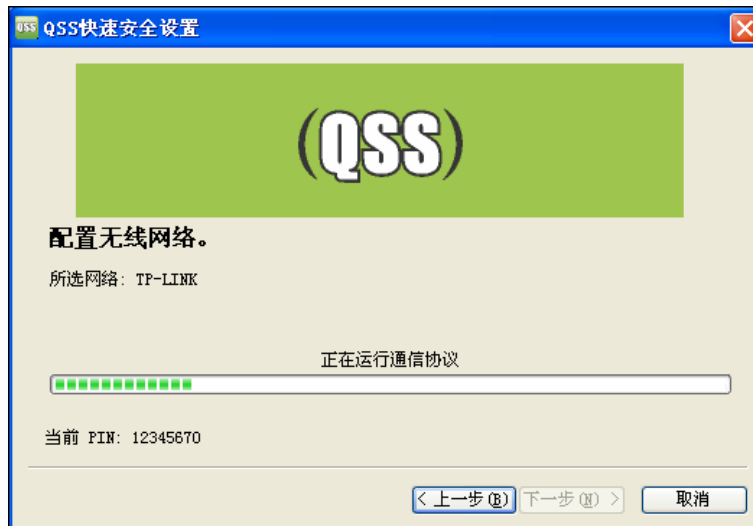 QSS QSS快速安全设置
(QSS)
配置无线网络。
所选网络: TP-LINK
正在运行通信协议
当前 PIN: 12345670
< 上一步(B) 下一步(N) > 取消